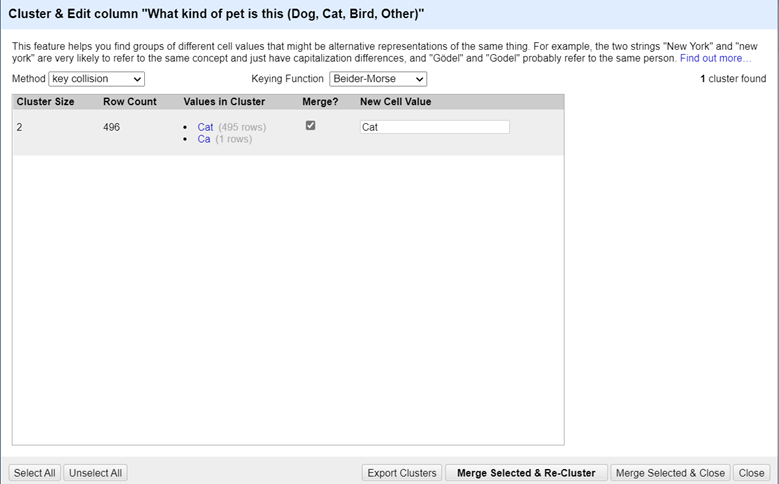 Cluster & Edit column "What kind of pet is this (Dog, Cat, Bird, Other)"
This feature helps you find groups of different cell values that might be alternative representations of the same thing. For example, the two strings "New York" and "new
york" are very likely to refer to the same concept and just have capitalization differences, and "Gödel" and "Godel" probably refer to the same person. Find out more...
Method key collision Keying Function Beider-Morse 1 cluster found
Cluster Size Row Count Values in Cluster Merge? New Cell Value
2 496 • Cat (495 rows) Cat
• Ca (1 rows)
Select All Unselect All Export Clusters Merge Selected & Re-Cluster Merge Selected & Close Close